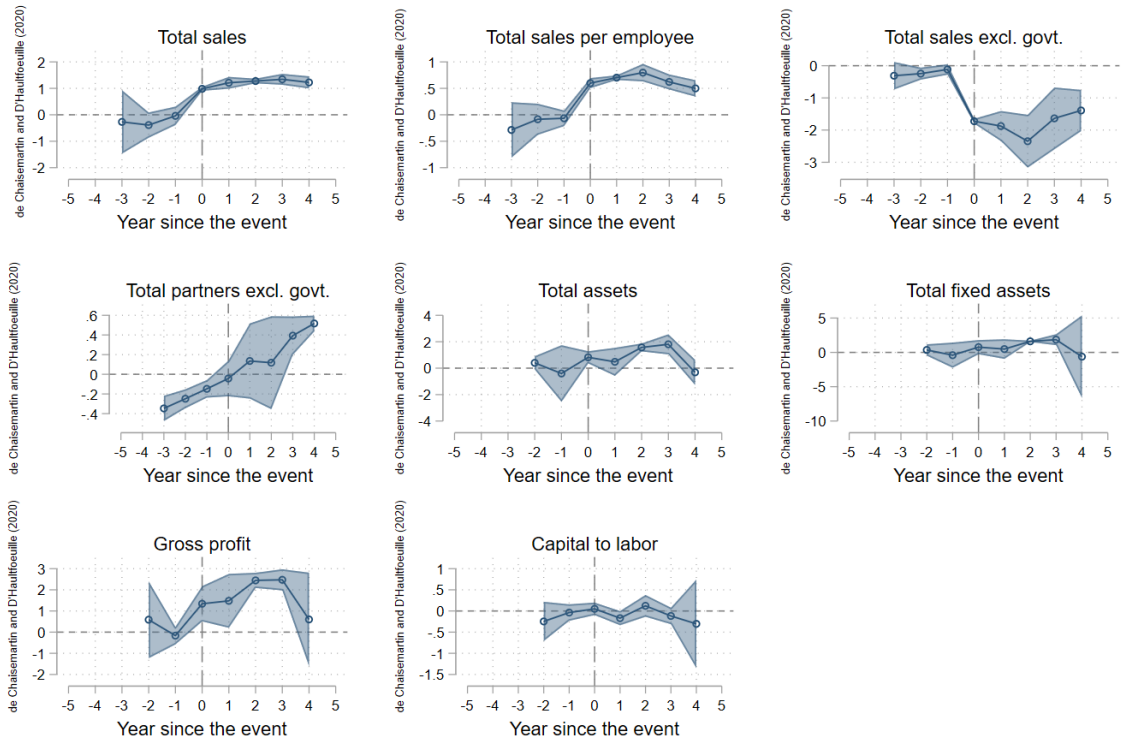 de Chaisemartin and D'Haultfoeuille (2020)
Total sales
2
1
0
-1
-2
-5 -4 -3 -2 -1 0 1 2 3 4 5
Year since the event
de Chaisemartin and D'Haultfoeuille (2020)
Total sales per employee
1
.5
0
-.5
-1
-5 -4 -3 -2 -1 0 1 2 3 4 5
Year since the event
de Chaisemartin and D'Haultfoeuille (2020)
Total sales excl. govt.
0
-1
-2
-3
-5 -4 -3 -2 -1 0 1 2 3 4 5
Year since the event
de Chaisemartin and D'Haultfoeuille (2020)
Total partners excl. govt.
.6
.4
.2
0
-.2
-.4
-5 -4 -3 -2 -1 0 1 2 3 4 5
Year since the event
de Chaisemartin and D'Haultfoeuille (2020)
Total assets
4
2
0
-2
-4
-5 -4 -3 -2 -1 0 1 2 3 4 5
Year since the event
de Chaisemartin and D'Haultfoeuille (2020)
Total fixed assets
5
0
-5
-10
-5 -4 -3 -2 -1 0 1 2 3 4 5
Year since the event
de Chaisemartin and D'Haultfoeuille (2020)
Gross profit
3
2
1
0
-1
-2
-5 -4 -3 -2 -1 0 1 2 3 4 5
Year since the event
de Chaisemartin and D'Haultfoeuille (2020)
Capital to labor
1
.5
0
-.5
-1
-1.5
-5 -4 -3 -2 -1 0 1 2 3 4 5
Year since the event